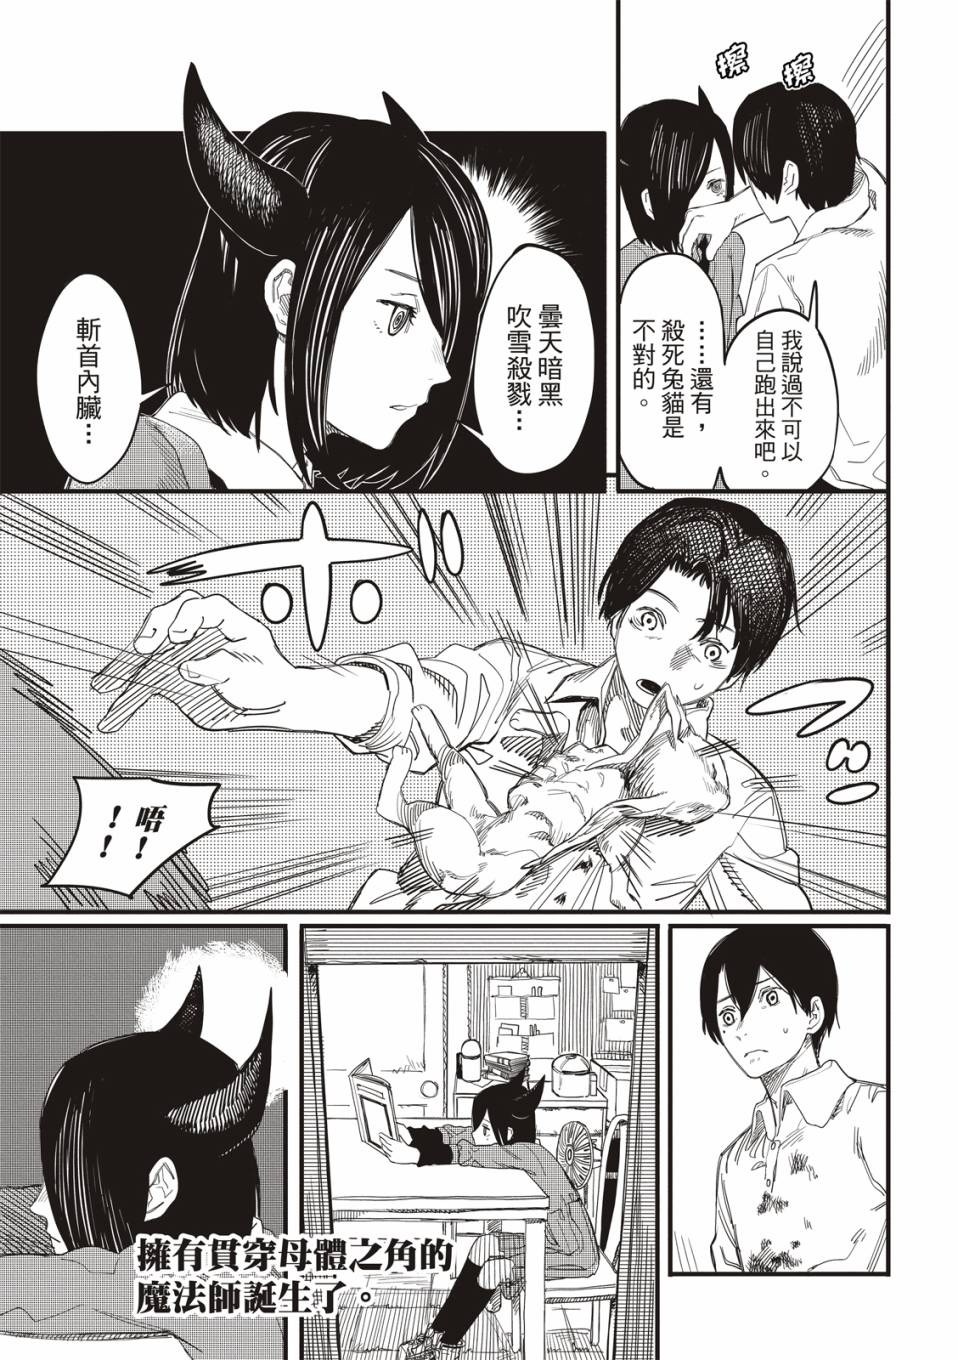 擦
擦
我說過不可以
自己跑出來吧。
……還有，
殺死兔貓是
不對的。
曇天暗黑
吹雪殺戮…
斬首內臟…
唔！
！
擁有貫穿母體之角的
魔法師誕生了。